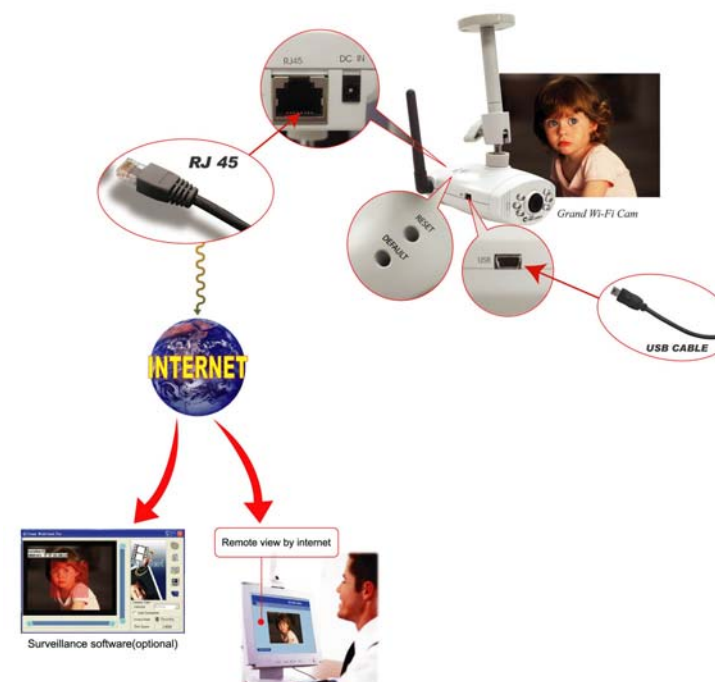 RJ45
DC IN
RJ 45
RESET
DEFAULT
Grand Wi-Fi Cam
USB
USB CABLE
INTERNET
Remote view by internet
Surveillance software(optional)